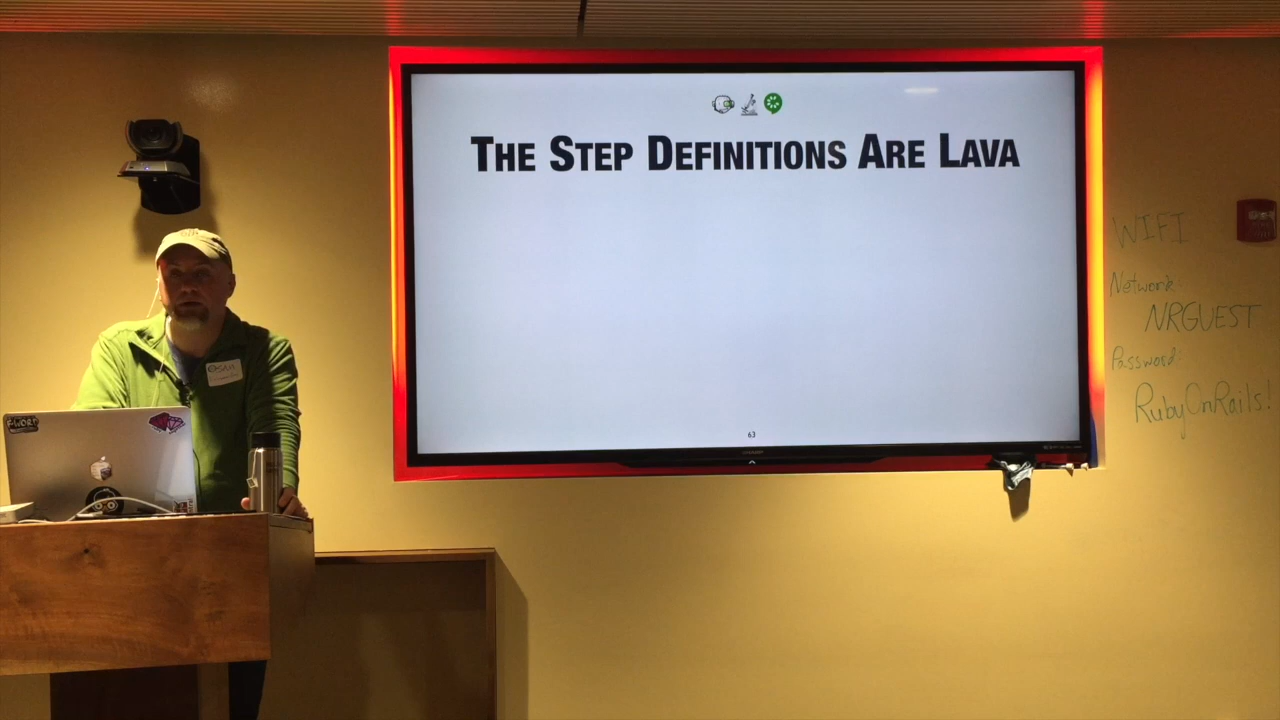 THE STEP DEFINITIONS ARE LAVA
63
WIFI
Network:
NRGUEST
Password:
RubyOnRails!